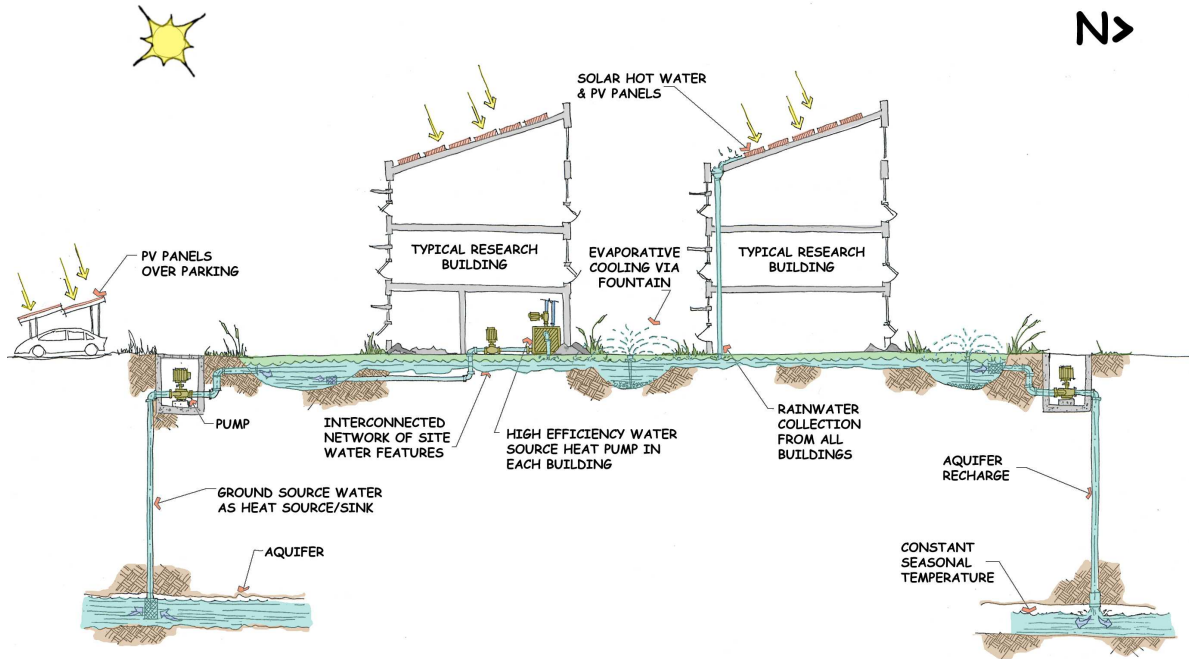 N>
SOLAR HOT WATER
& PV PANELS
PV PANELS
OVER PARKING
TYPICAL RESEARCH
BUILDING
EVAPORATIVE
COOLING VIA
FOUNTAIN
TYPICAL RESEARCH
BUILDING
PUMP
INTERCONNECTED
NETWORK OF SITE
WATER FEATURES
HIGH EFFICIENCY WATER
SOURCE HEAT PUMP IN
EACH BUILDING
RAINWATER
COLLECTION
FROM ALL
BUILDINGS
AQUIFER
RECHARGE
GROUND SOURCE WATER
AS HEAT SOURCE/SINK
AQUIFER
CONSTANT
SEASONAL
TEMPERATURE